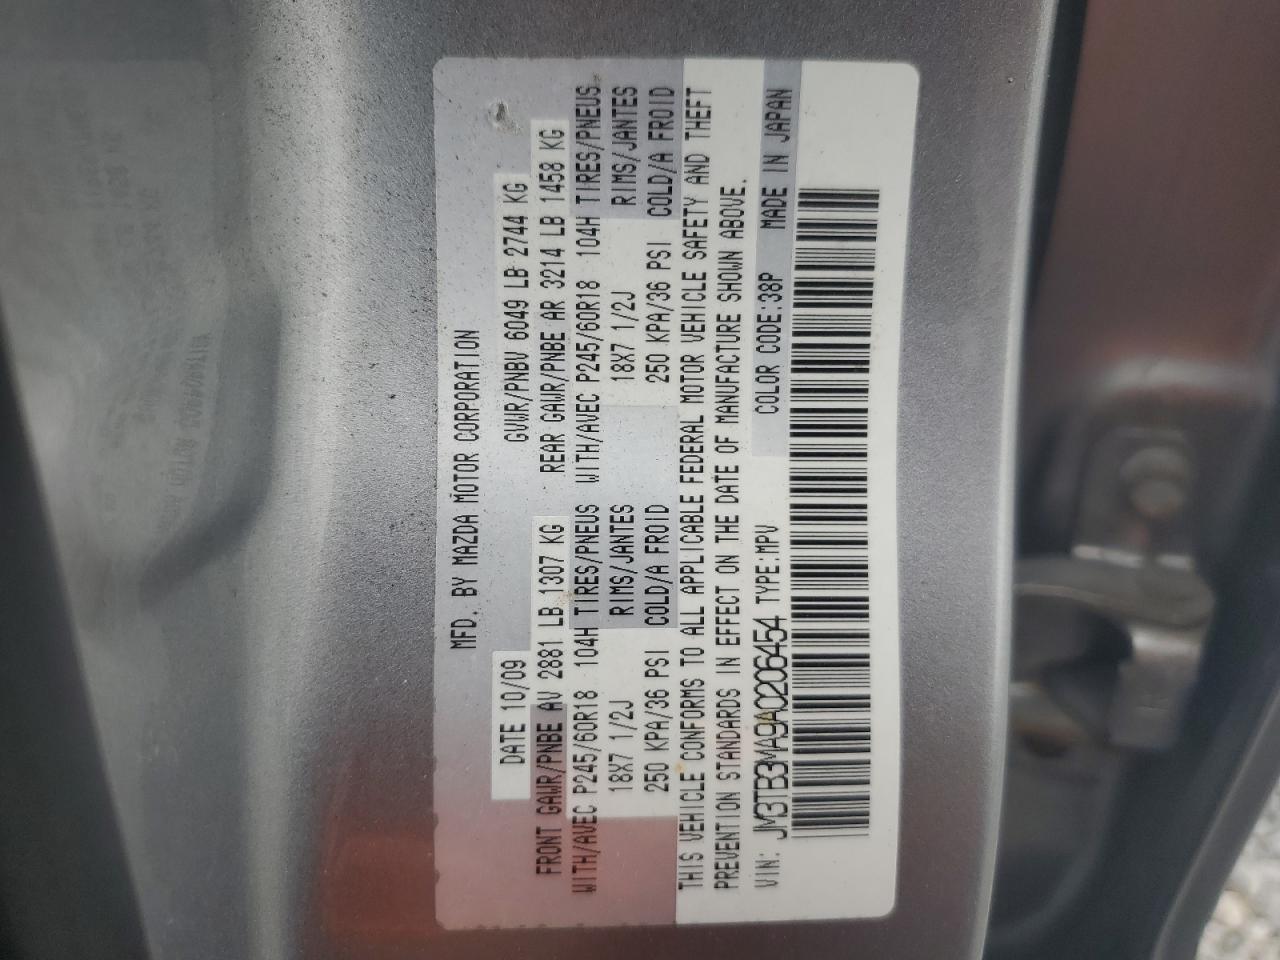 MFD. BY MAZDA MOTOR CORPORATION
DATE 10/09 GVWR/PNBV 6049 LB 2744 KG
FRONT GAWR/PNBE AV 2881 LB 1307 KG REAR GAWR/PNBE AR 3214 LB 1458 KG
WITH/AVEC P245/60R18 104H TIRES/PNEUS WITH/AVEC P245/60R18 104H TIRES/PNEUS
18X7 1/2J RIMS/JANTES 18X7 1/2J RIMS/JANTES
250 KPA/36 PSI COLD/A FROID 250 KPA/36 PSI COLD/A FROID
THIS VEHICLE CONFORMS TO ALL APPLICABLE FEDERAL MOTOR VEHICLE SAFETY AND THEFT
PREVENTION STANDARDS IN EFFECT ON THE DATE OF MANUFACTURE SHOWN ABOVE.
VIN: JM3TB3MA9A0206454 TYPE:MPV COLOR CODE:38P MADE IN JAPAN